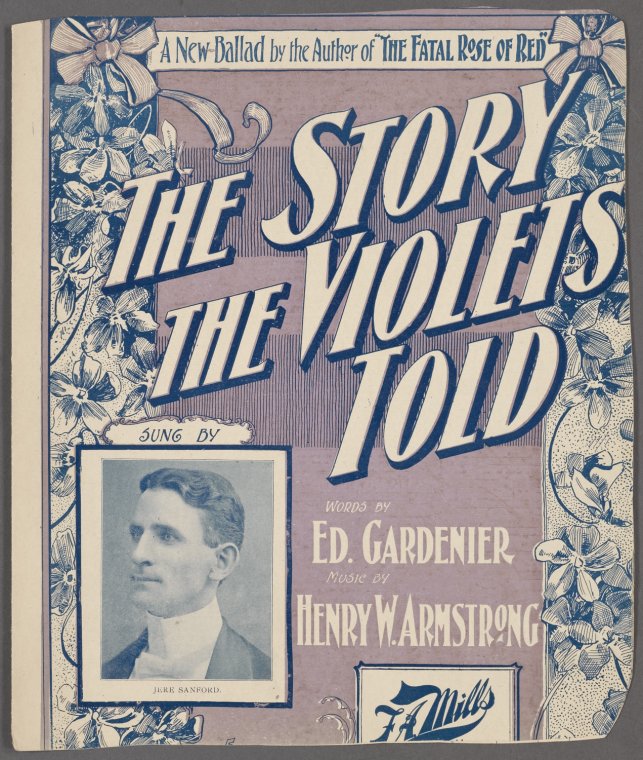 A New Ballad by the Author of "THE FATAL ROSE OF RED"
THE STORY
THE VIOLETS
TOLD
SUNG BY
WORDS BY
ED. GARDENIER
MUSIC BY
HENRY W. ARMSTRONG
JERE SANFORD.
F.A. Mills